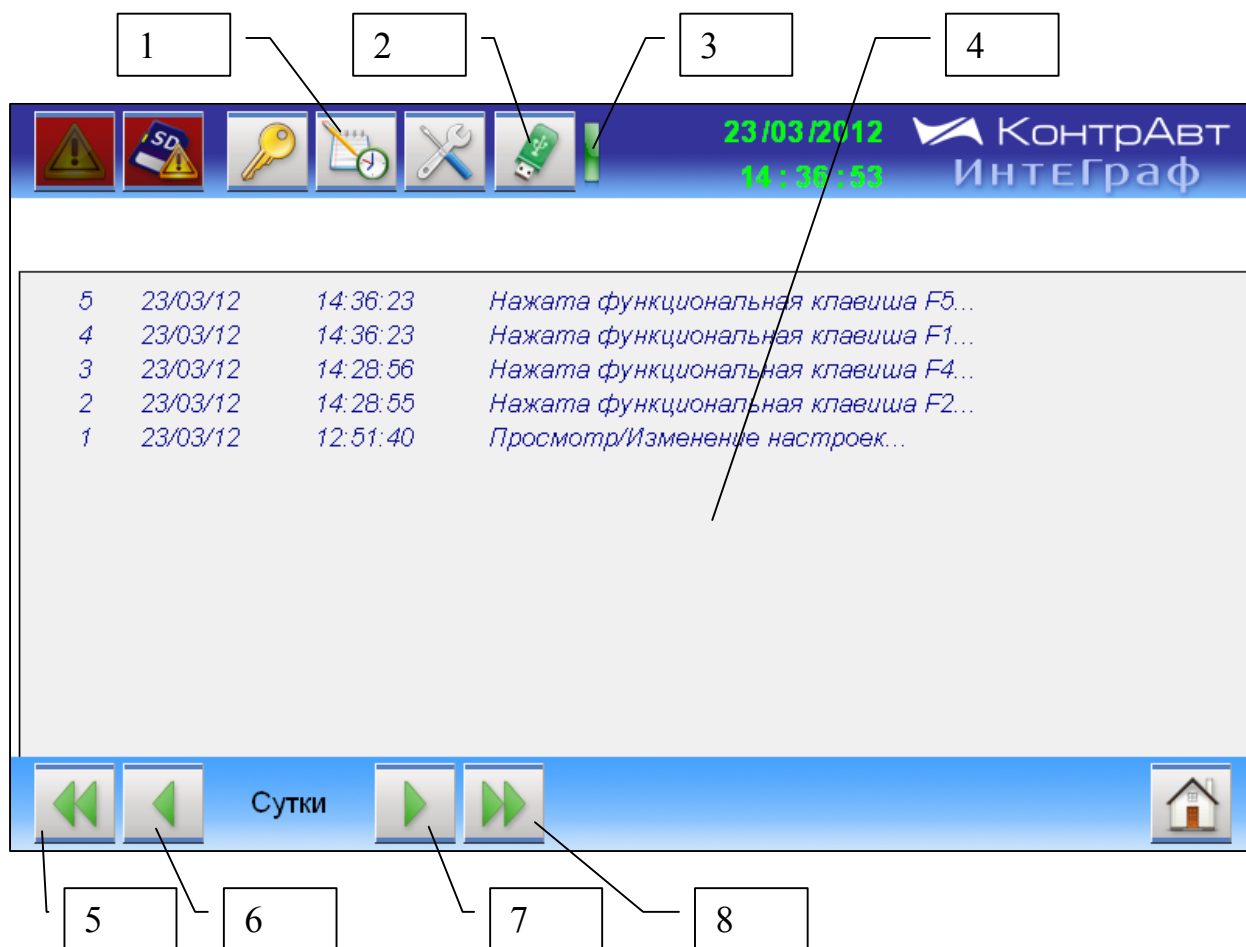 1 2 3 4
SD 23/03/2012 КонтрАвт
14:36:53 ИнтеГраф
5 23/03/12 14:36:23 Нажата функциональная клавиша F5...
4 23/03/12 14:36:23 Нажата функциональная клавиша F1...
3 23/03/12 14:28:56 Нажата функциональная клавиша F4...
2 23/03/12 14:28:55 Нажата функциональная клавиша F2...
1 23/03/12 12:51:40 Просмотр/Изменение настроек...
Сутки
5 6 7 8